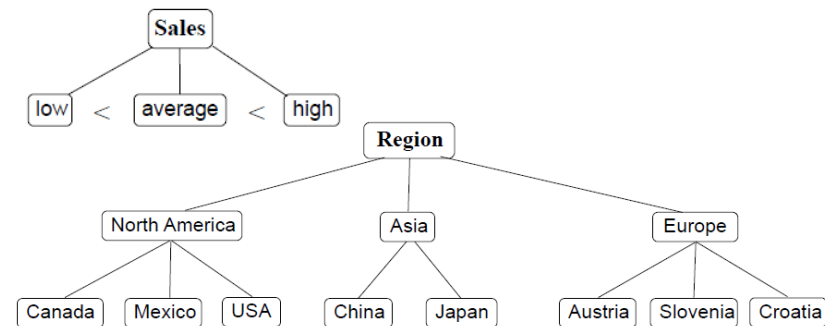 Sales
low < average < high
Region
North America Asia Europe
Canada Mexico USA China Japan Austria Slovenia Croatia